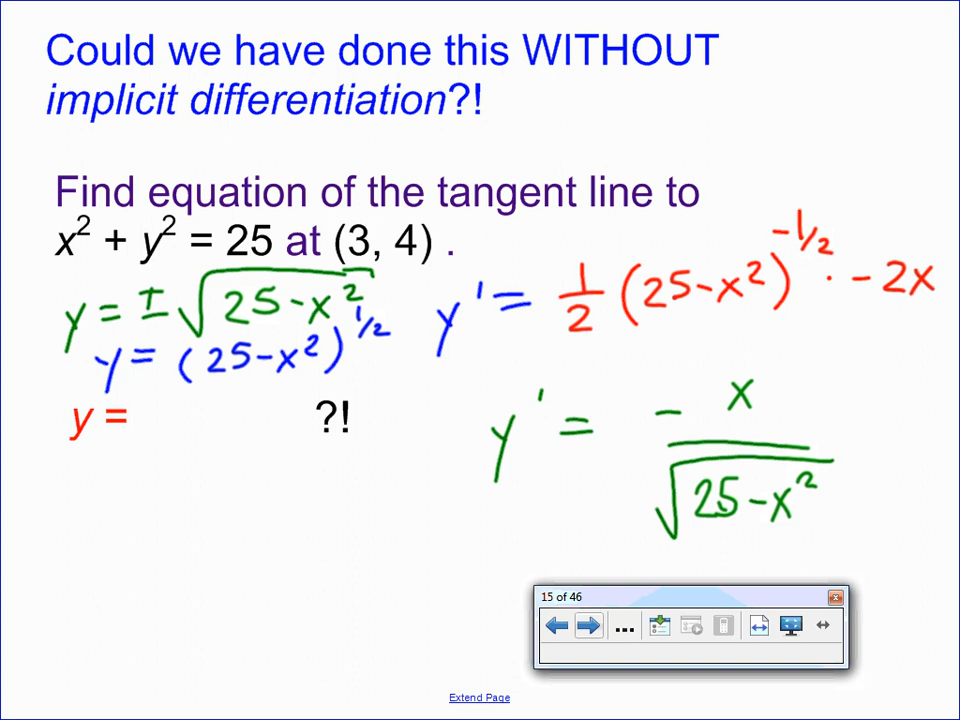 Could we have done this WITHOUT
implicit differentiation?!
Find equation of the tangent line to
x² + y² = 25 at (3, 4) .
y = ±√(25-x²)
y = (25-x²)^1/2
y' = 1/2 (25-x²)^-1/2 · -2x
y = ?!
y' = - x/√(25-x²)
15 of 46
...
Extend Page